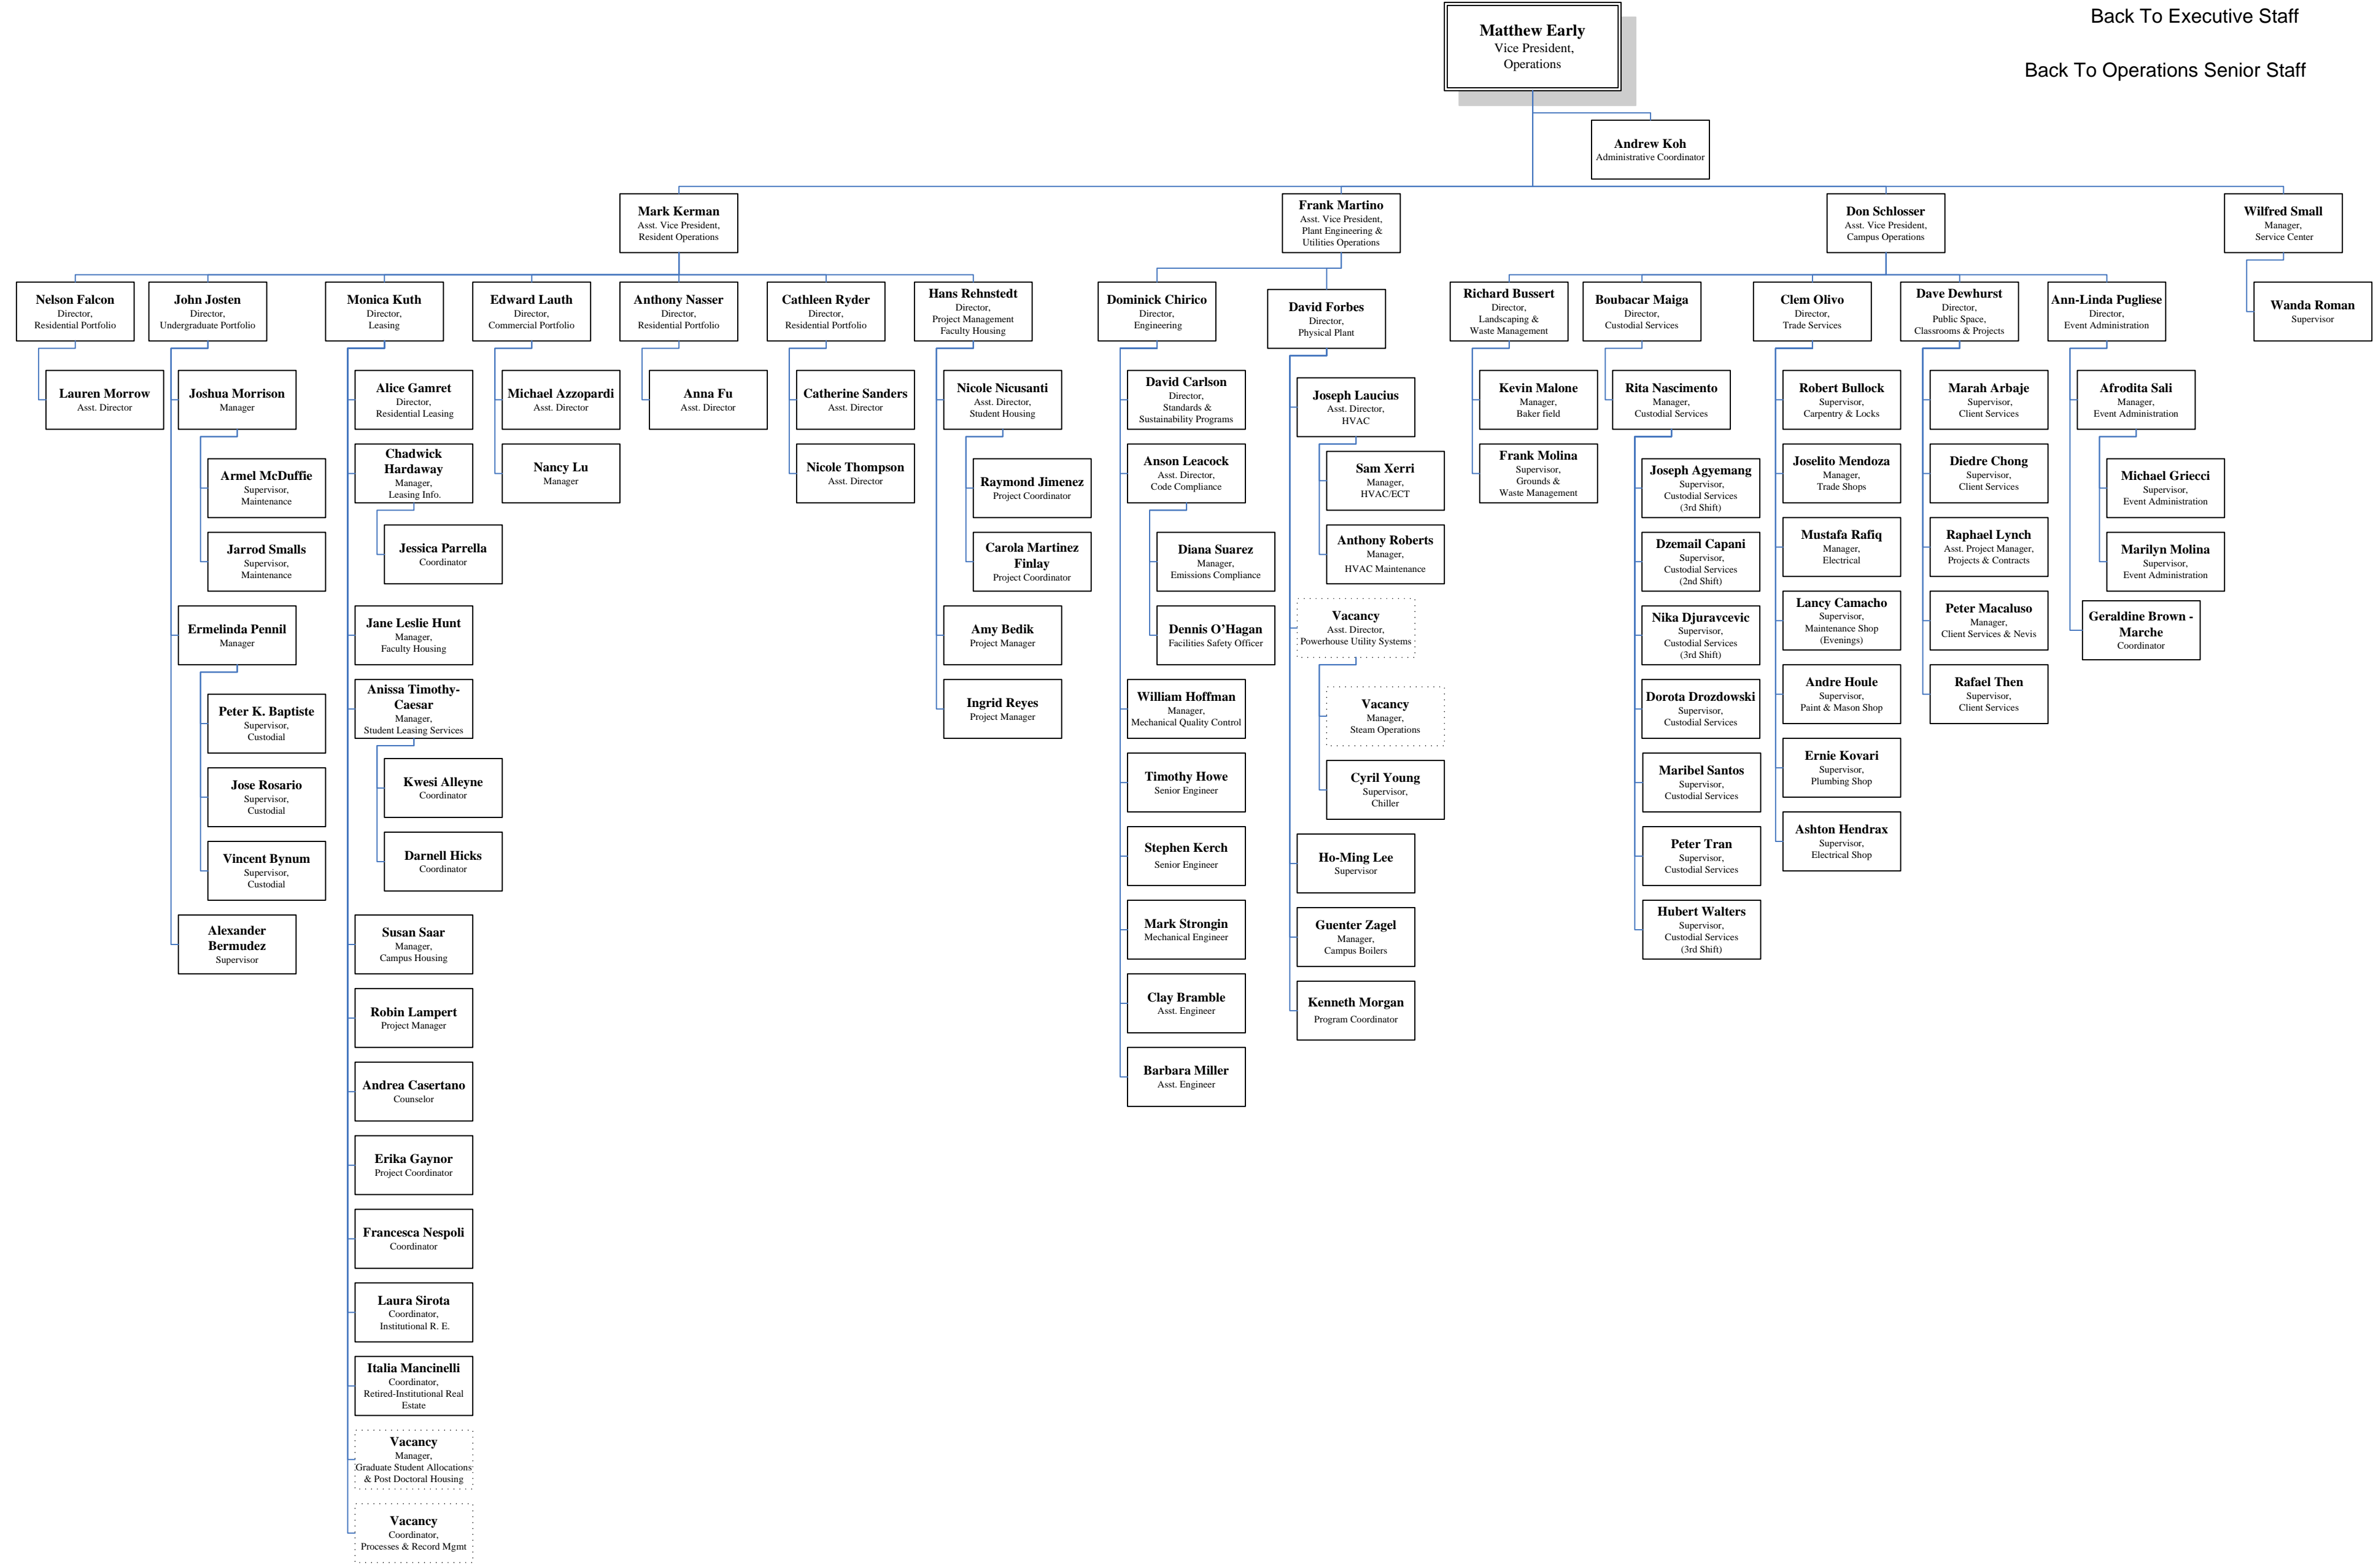 Back To Executive Staff
Back To Operations Senior Staff
Matthew Early
Vice President,
Operations
Andrew Koh
Administrative Coordinator
Mark Kerman
Asst. Vice President,
Resident Operations
Frank Martino
Asst. Vice President,
Plant Engineering &
Utilities Operations
Don Schlosser
Asst. Vice President,
Campus Operations
Wilfred Small
Manager,
Service Center
Nelson Falcon
Director,
Residential Portfolio
Lauren Morrow
Asst. Director
John Josten
Director,
Undergraduate Portfolio
Joshua Morrison
Manager
Armel McDuffie
Supervisor,
Maintenance
Jarrod Smalls
Supervisor,
Maintenance
Ermelinda Pennil
Manager
Peter K. Baptiste
Supervisor,
Custodial
Jose Rosario
Supervisor,
Custodial
Vincent Bynum
Supervisor,
Custodial
Alexander
Bermudez
Supervisor
Monica Kuth
Director,
Leasing
Alice Gamret
Director,
Residential Leasing
Chadwick
Hardaway
Manager,
Leasing Info.
Jessica Parrella
Coordinator
Jane Leslie Hunt
Manager,
Faculty Housing
Anissa Timothy-
Caesar
Manager,
Student Leasing Services
Kwesi Alleyne
Coordinator
Darnell Hicks
Coordinator
Susan Saar
Manager,
Campus Housing
Robin Lampert
Project Manager
Andrea Casertano
Counselor
Erika Gaynor
Project Coordinator
Francesca Nespoli
Coordinator
Laura Sirota
Coordinator,
Institutional R. E.
Italia Mancinelli
Coordinator,
Retired-Institutional Real
Estate
Vacancy
Manager,
Graduate Student Allocations
& Post Doctoral Housing
Vacancy
Coordinator,
Processes & Record Mgmt
Edward Lauth
Director,
Commercial Portfolio
Michael Azzopardi
Asst. Director
Nancy Lu
Manager
Anthony Nasser
Director,
Residential Portfolio
Anna Fu
Asst. Director
Cathleen Ryder
Director,
Residential Portfolio
Catherine Sanders
Asst. Director
Nicole Thompson
Asst. Director
Hans Rehnstedt
Director,
Project Management
Faculty Housing
Nicole Nicusanti
Asst. Director,
Student Housing
Raymond Jimenez
Project Coordinator
Carola Martinez
Finlay
Project Coordinator
Amy Bedik
Project Manager
Ingrid Reyes
Project Manager
Dominick Chirico
Director,
Engineering
David Carlson
Director,
Standards &
Sustainability Programs
Anson Leacock
Asst. Director,
Code Compliance
Diana Suarez
Manager,
Emissions Compliance
Dennis O’Hagan
Facilities Safety Officer
William Hoffman
Manager,
Mechanical Quality Control
Timothy Howe
Senior Engineer
Stephen Kerch
Senior Engineer
Mark Strongin
Mechanical Engineer
Clay Bramble
Asst. Engineer
Barbara Miller
Asst. Engineer
David Forbes
Director,
Physical Plant
Joseph Laucius
Asst. Director,
HVAC
Sam Xerri
Manager,
HVAC/ECT
Anthony Roberts
Manager,
HVAC Maintenance
Vacancy
Asst. Director,
Powerhouse Utility Systems
Vacancy
Manager,
Steam Operations
Cyril Young
Supervisor,
Chiller
Ho-Ming Lee
Supervisor
Guenter Zagel
Manager,
Campus Boilers
Kenneth Morgan
Program Coordinator
Richard Bussert
Director,
Landscaping &
Waste Management
Kevin Malone
Manager,
Baker field
Frank Molina
Supervisor,
Grounds &
Waste Management
Boubacar Maiga
Director,
Custodial Services
Rita Nascimento
Manager,
Custodial Services
Joseph Agyemang
Supervisor,
Custodial Services
(3rd Shift)
Dzemail Capani
Supervisor,
Custodial Services
(2nd Shift)
Nika Djuravcevic
Supervisor,
Custodial Services
(3rd Shift)
Dorota Drozdowski
Supervisor,
Custodial Services
Maribel Santos
Supervisor,
Custodial Services
Peter Tran
Supervisor,
Custodial Services
Hubert Walters
Supervisor,
Custodial Services
(3rd Shift)
Clem Olivo
Director,
Trade Services
Robert Bullock
Supervisor,
Carpentry & Locks
Joselito Mendoza
Manager,
Trade Shops
Mustafa Rafiq
Manager,
Electrical
Lancy Camacho
Supervisor,
Maintenance Shop
(Evenings)
Andre Houle
Supervisor,
Paint & Mason Shop
Ernie Kovari
Supervisor,
Plumbing Shop
Ashton Hendrax
Supervisor,
Electrical Shop
Dave Dewhurst
Director,
Public Space,
Classrooms & Projects
Marah Arbaje
Supervisor,
Client Services
Diedre Chong
Supervisor,
Client Services
Raphael Lynch
Asst. Project Manager,
Projects & Contracts
Peter Macaluso
Manager,
Client Services & Nevis
Rafael Then
Supervisor,
Client Services
Ann-Linda Pugliese
Director,
Event Administration
Afrodita Sali
Manager,
Event Administration
Michael Griecci
Supervisor,
Event Administration
Marilyn Molina
Supervisor,
Event Administration
Geraldine Brown -
Marche
Coordinator
Wanda Roman
Supervisor